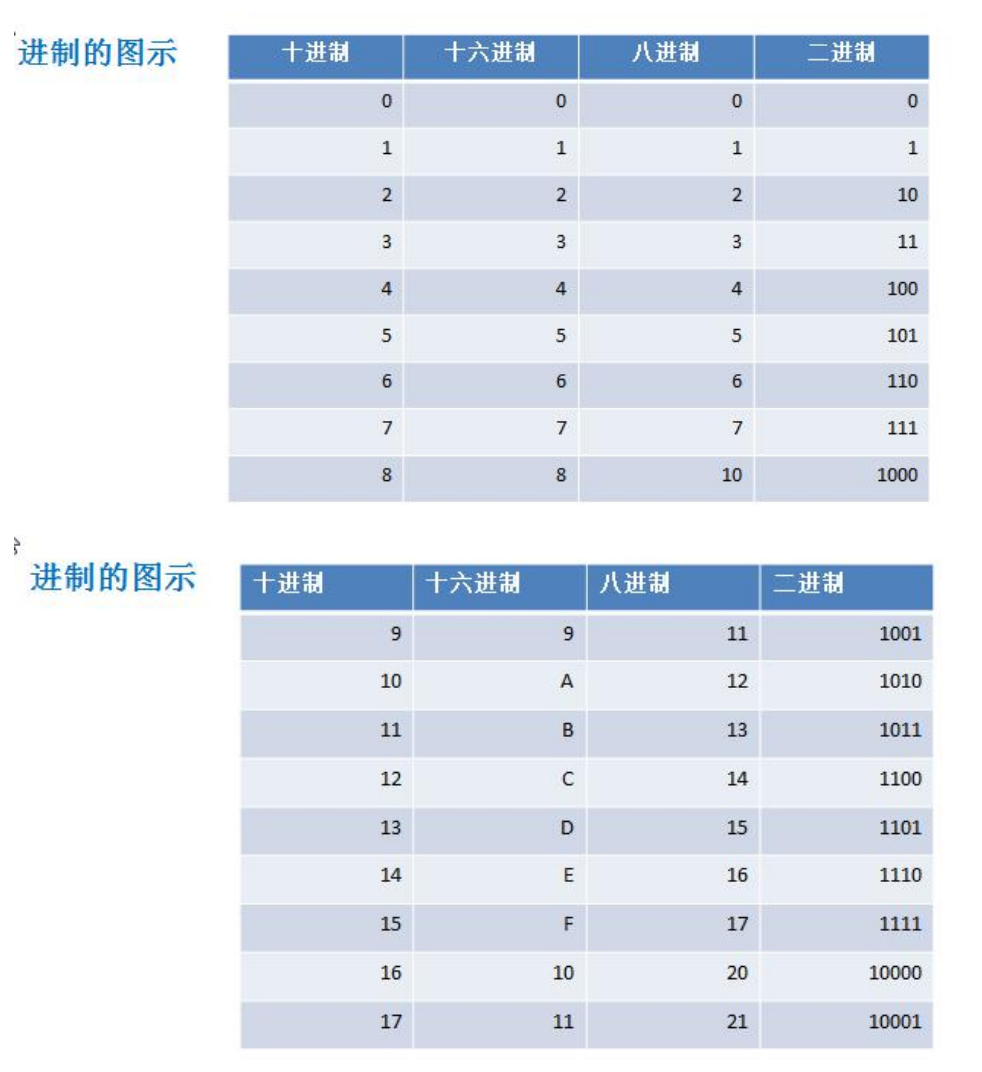 进制的图示
十进制 十六进制 八进制 二进制
0 0 0 0
1 1 1 1
2 2 2 10
3 3 3 11
4 4 4 100
5 5 5 101
6 6 6 110
7 7 7 111
8 8 10 1000
进制的图示
十进制 十六进制 八进制 二进制
9 9 11 1001
10 A 12 1010
11 B 13 1011
12 C 14 1100
13 D 15 1101
14 E 16 1110
15 F 17 1111
16 10 20 10000
17 11 21 10001